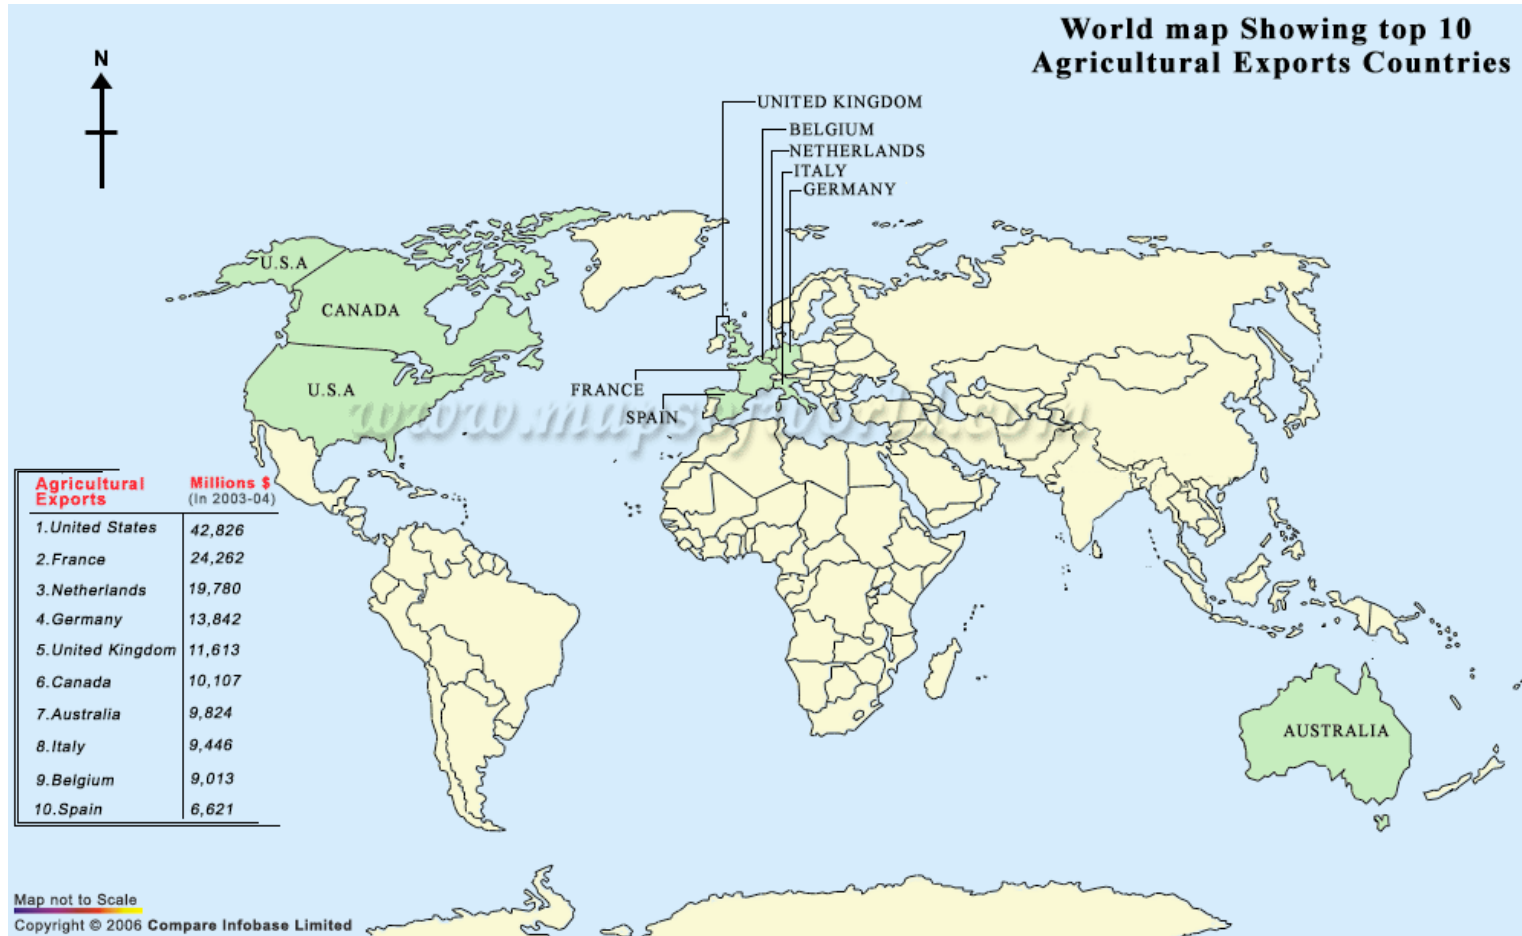 World map Showing top 10
Agricultural Exports Countries
N
UNITED KINGDOM
BELGIUM
NETHERLANDS
ITALY
GERMANY
U.S.A
CANADA
U.S.A
FRANCE
SPAIN
www.mapsofworld.com
AUSTRALIA
Agricultural Exports Millions $
(In 2003-04)
1.United States 42,826
2.France 24,262
3.Netherlands 19,780
4.Germany 13,842
5.United Kingdom 11,613
6.Canada 10,107
7.Australia 9,824
8.Italy 9,446
9.Belgium 9,013
10.Spain 6,621
Map not to Scale
Copyright © 2006 Compare Infobase Limited